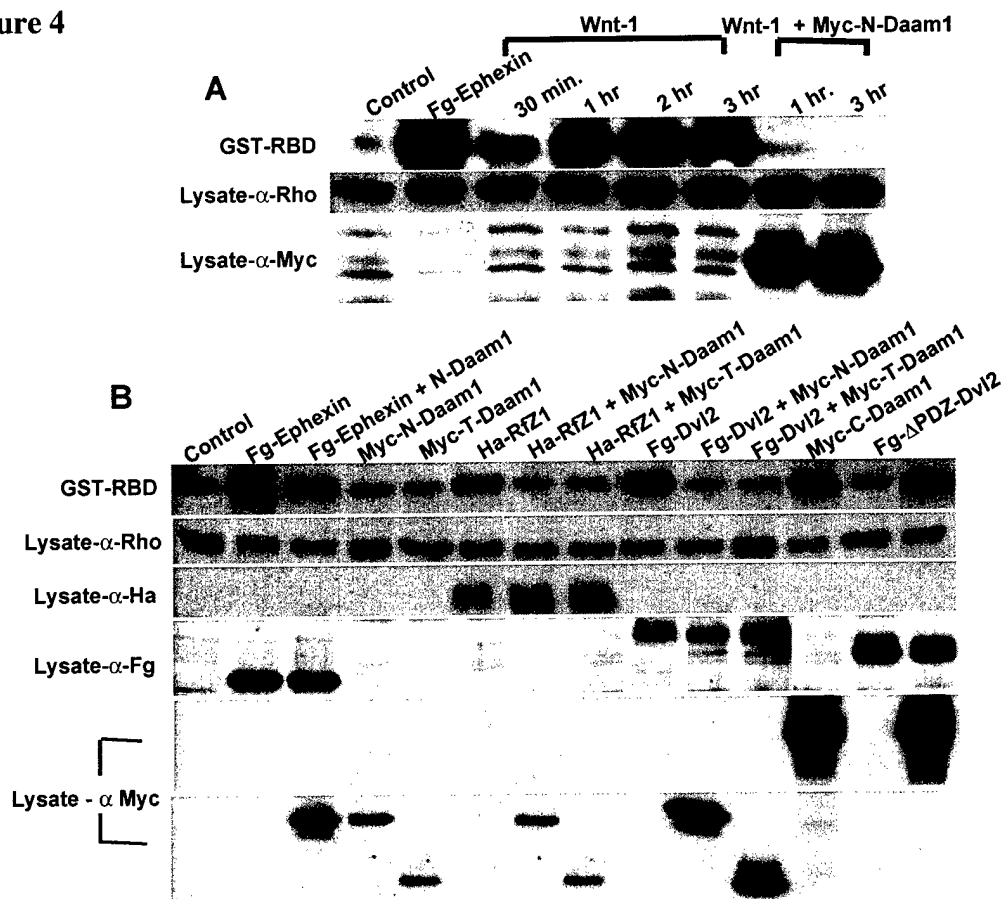 ure 4
Wnt-1
Wnt-1 + Myc-N-Daam1
A
Control
Fg-Ephexin
30 min.
1 hr
2 hr
3 hr
1 hr.
3 hr
GST-RBD
Lysate-α-Rho
Lysate-α-Myc
B
Control
Fg-Ephexin
Fg-Ephexin + N-Daam1
Myc-N-Daam1
Myc-T-Daam1
Ha-RfZ1
Ha-RfZ1 + Myc-N-Daam1
Ha-RfZ1 + Myc-T-Daam1
Fg-Dvl2
Fg-Dvl2 + Myc-N-Daam1
Fg-Dvl2 + Myc-T-Daam1
Myc-C-Daam1
Fg-ΔPDZ-Dvl2
GST-RBD
Lysate-α-Rho
Lysate-α-Ha
Lysate-α-Fg
Lysate - α Myc